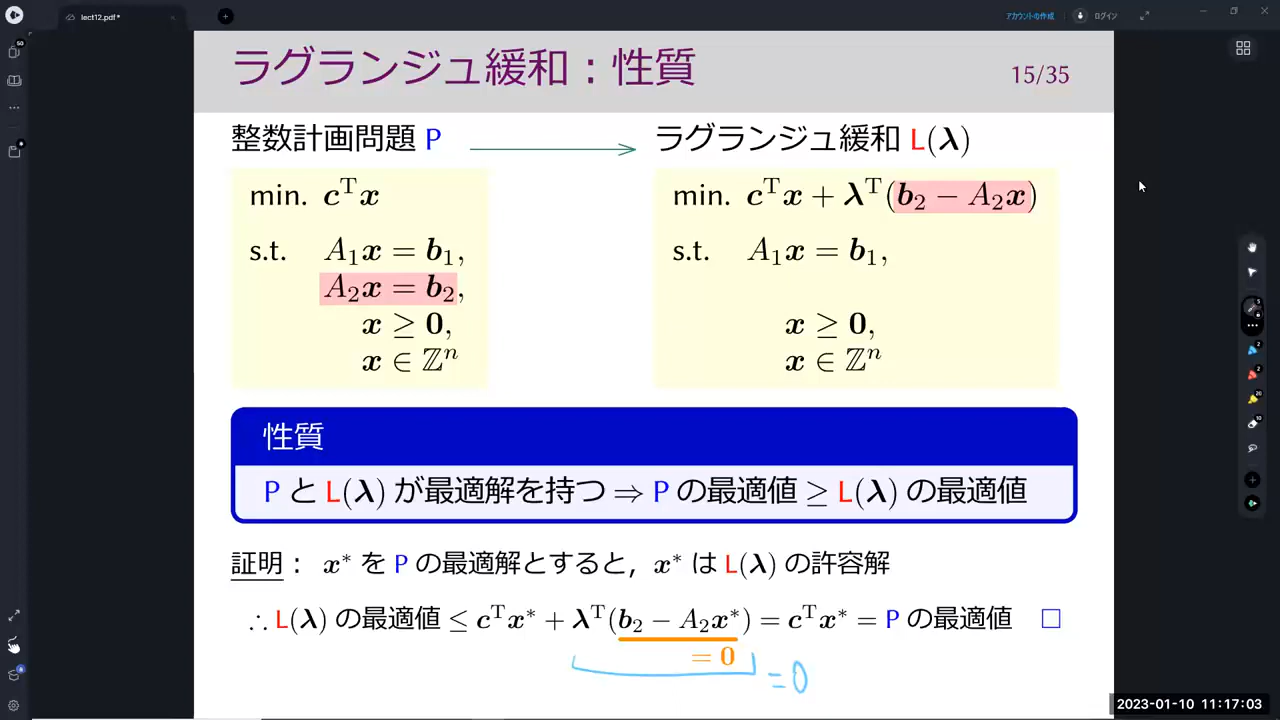 lect12.pdf*
アカウントの作成
ログイン
ラグランジュ緩和：性質
15/35
整数計画問題 P
ラグランジュ緩和 L(λ)
min. cᵀx
s.t. A₁x = b₁,
A₂x = b₂,
x ≥ 0,
x ∈ ℤⁿ
min. cᵀx + λᵀ(b₂ − A₂x)
s.t. A₁x = b₁,
x ≥ 0,
x ∈ ℤⁿ
性質
P と L(λ) が最適解を持つ ⇒ P の最適値 ≥ L(λ) の最適値
証明： x* を P の最適解とすると, x* は L(λ) の許容解
∴ L(λ) の最適値 ≤ cᵀx* + λᵀ(b₂ − A₂x*) = cᵀx* = P の最適値 □
= 0
=0
2023-01-10 11:17:03